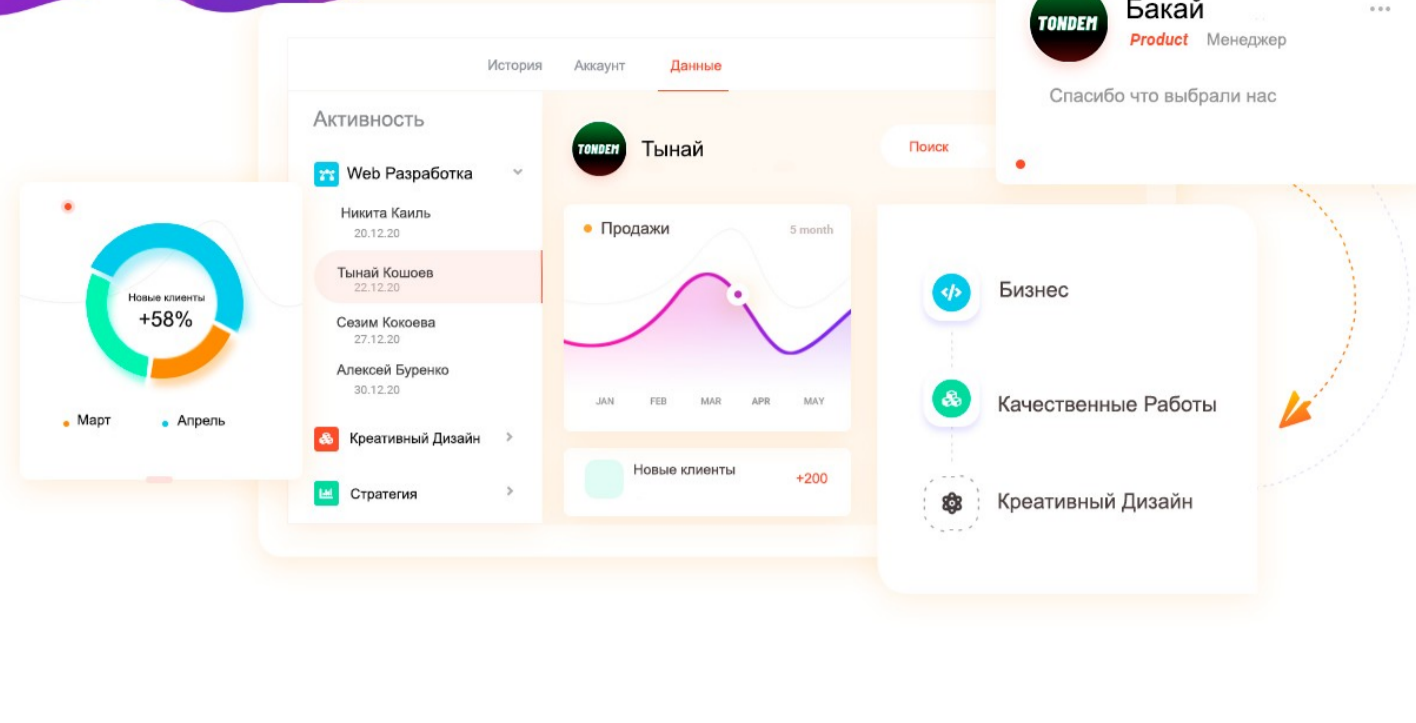 Бакай
TONDEM
Product Менеджер
Спасибо что выбрали нас
История Аккаунт Данные
Активность
Web Разработка
Никита Каиль
20.12.20
Тынай Кошоев
22.12.20
Сезим Кокоева
27.12.20
Алексей Буренко
30.12.20
Креативный Дизайн
Стратегия
TONDEM
Тынай
Поиск
Продажи
5 month
JAN FEB MAR APR MAY
Новые клиенты
+200
Новые клиенты
+58%
Март Апрель
Бизнес
Качественные Работы
Креативный Дизайн